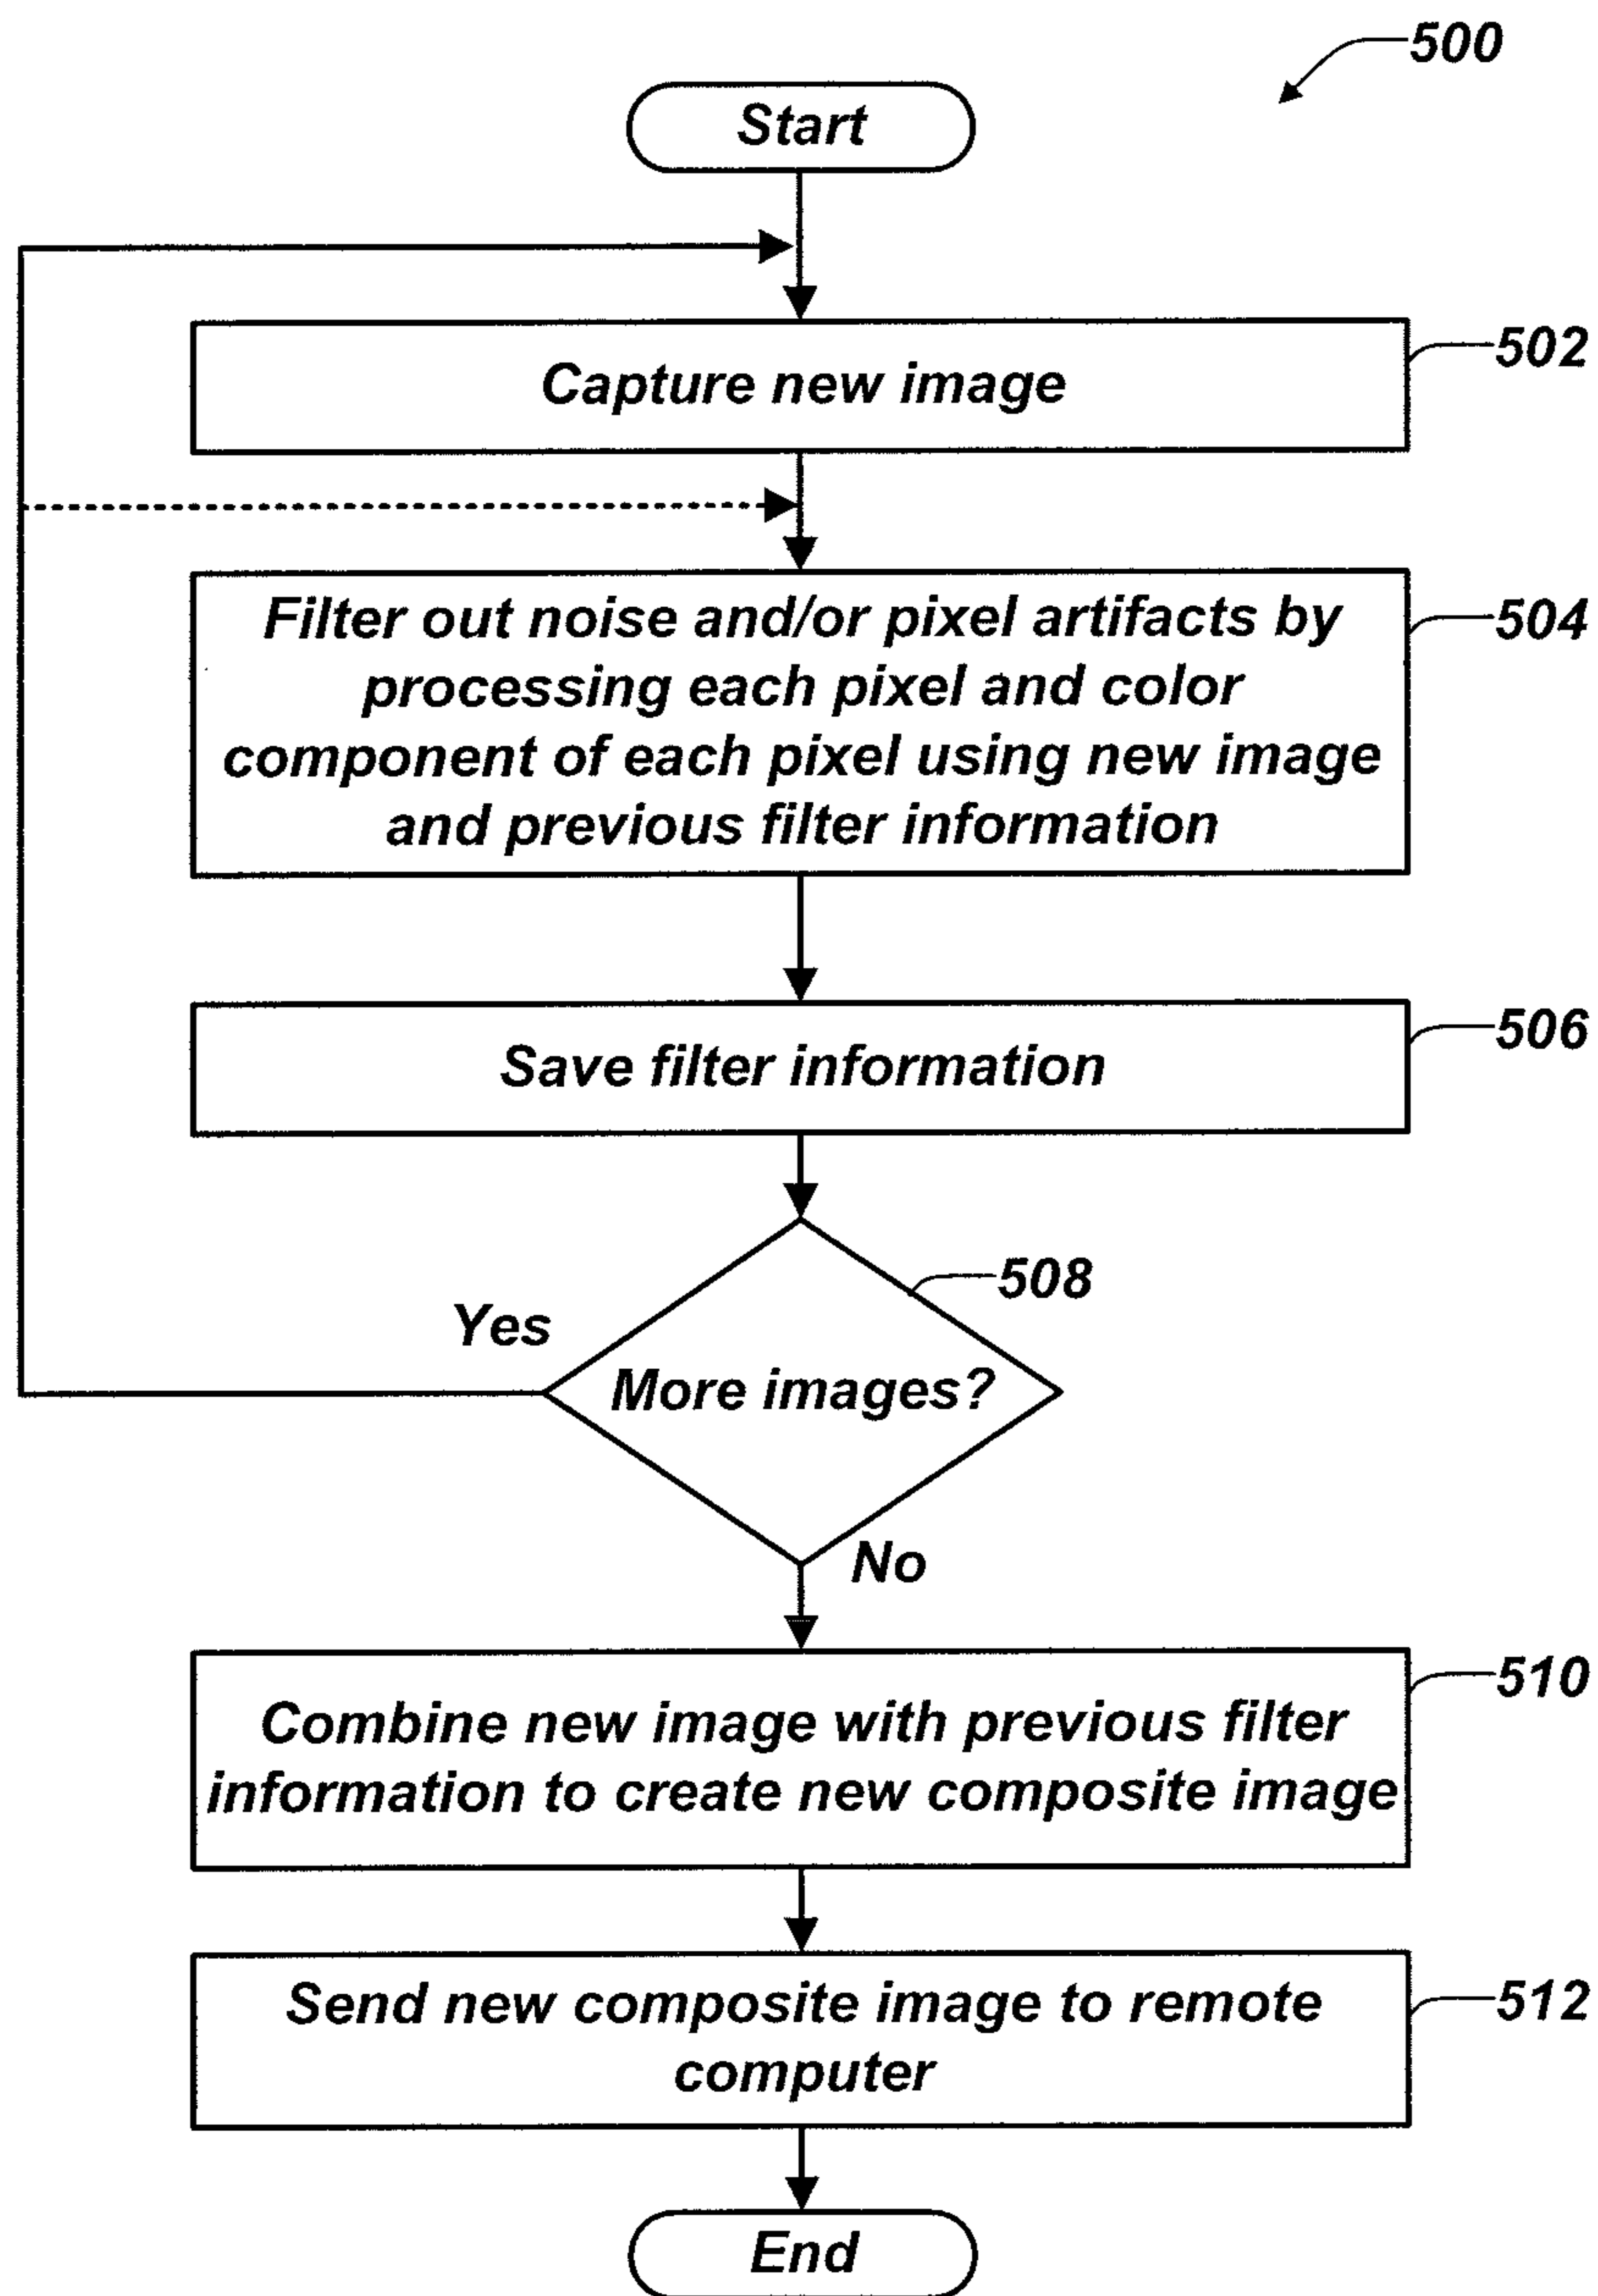 500
Start
Capture new image
502
Filter out noise and/or pixel artifacts by
processing each pixel and color
component of each pixel using new image
and previous filter information
504
Save filter information
506
508
Yes
More images?
No
Combine new image with previous filter
information to create new composite image
510
Send new composite image to remote
computer
512
End